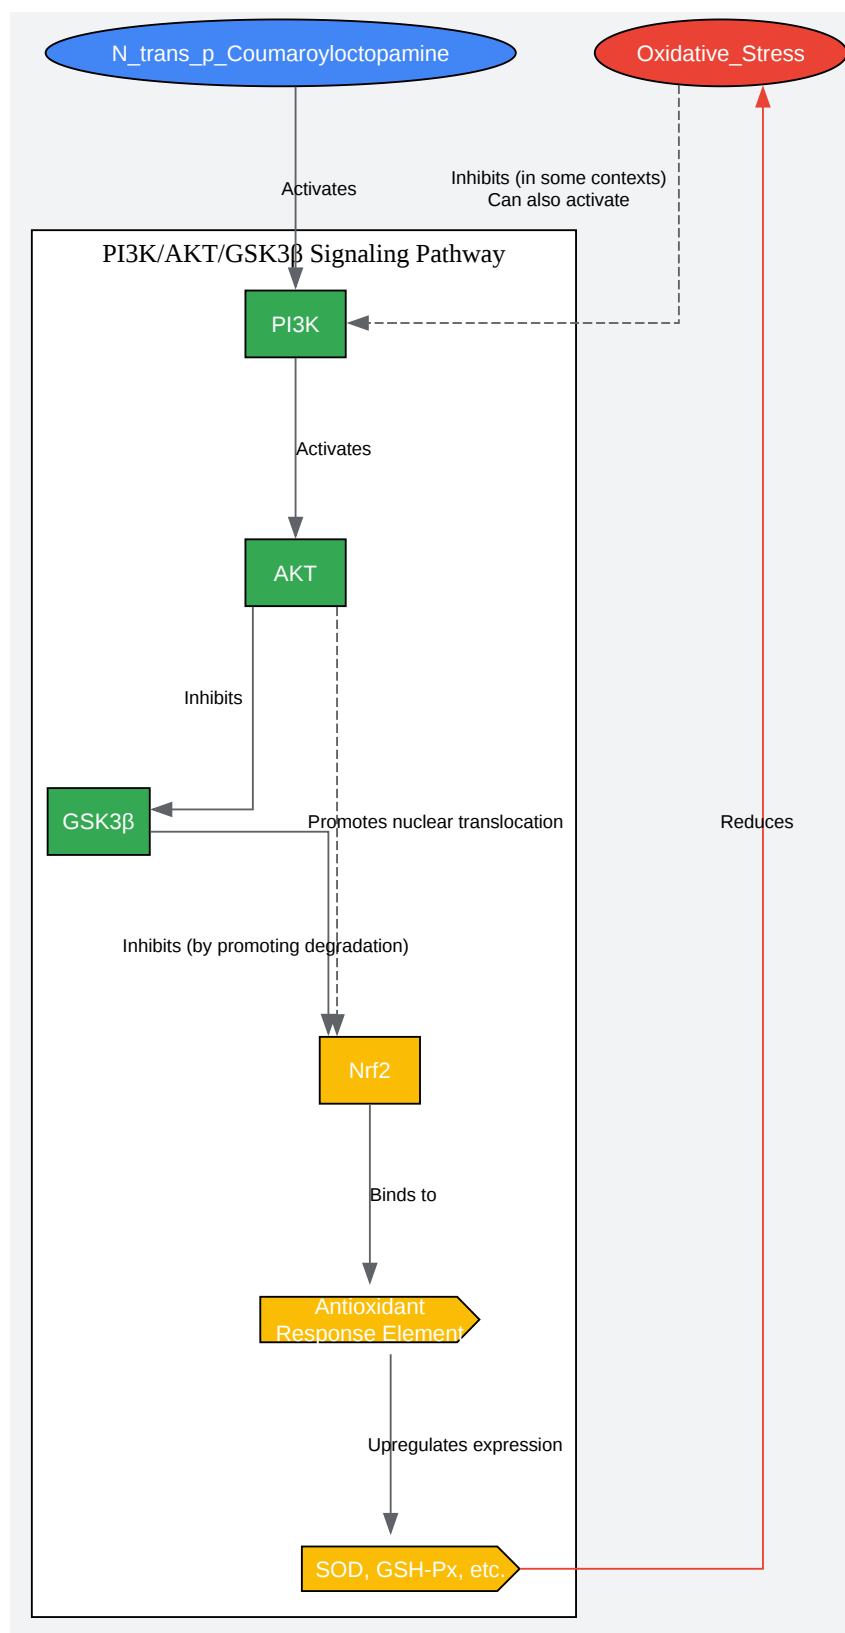 N_trans_p_Coumaroyloctopamine
Oxidative_Stress
Activates
Inhibits (in some contexts)
Can also activate
PI3K/AKT/GSK3β Signaling Pathway
PI3K
Activates
AKT
Inhibits
GSK3β
Promotes nuclear translocation
Reduces
Inhibits (by promoting degradation)
Nrf2
Binds to
Antioxidant
Response Element
Upregulates expression
SOD, GSH-Px, etc.